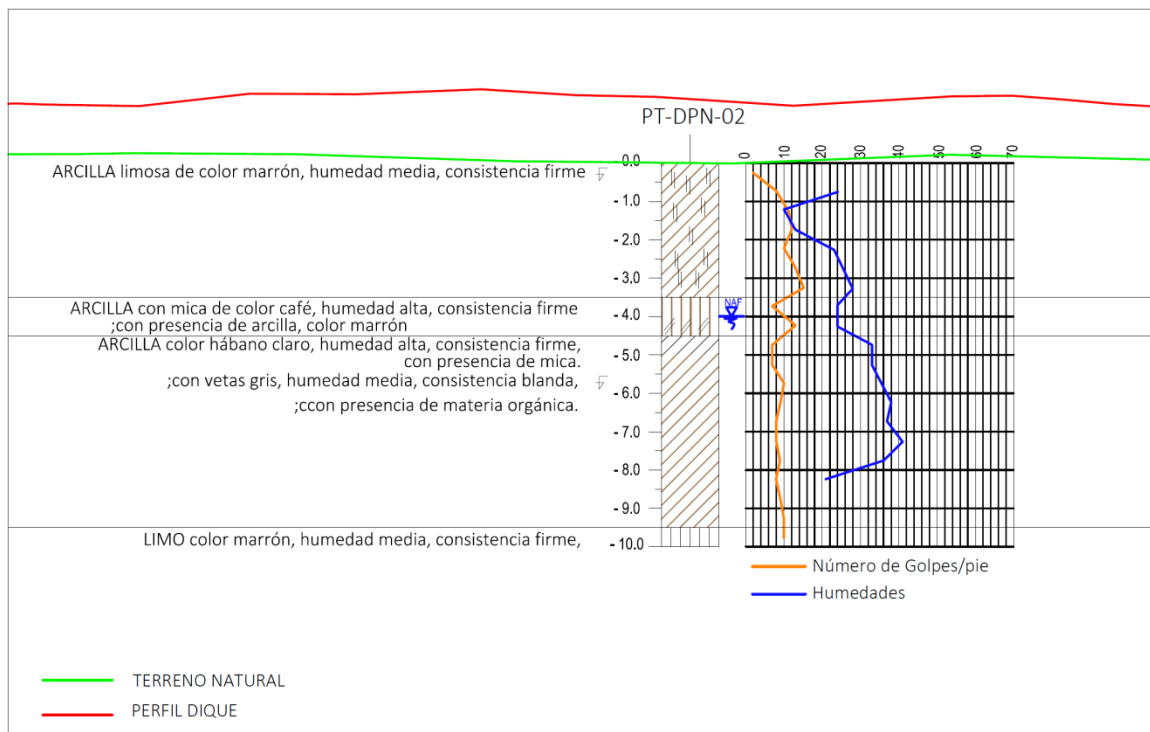 PT-DPN-02
0 10 20 30 40 50 60 70
- 0.0
ARCILLA limosa de color marrón, humedad media, consistencia firme
- 1.0
- 2.0
- 3.0
ARCILLA con mica de color café, humedad alta, consistencia firme
NAF
- 4.0
;con presencia de arcilla, color marrón
ARCILLA color hábano claro, humedad alta, consistencia firme,
- 5.0
con presencia de mica.
;con vetas gris, humedad media, consistencia blanda,
- 6.0
;ccon presencia de materia orgánica.
- 7.0
- 8.0
- 9.0
LIMO color marrón, humedad media, consistencia firme,
- 10.0
Número de Golpes/pie
Humedades
TERRENO NATURAL
PERFIL DIQUE